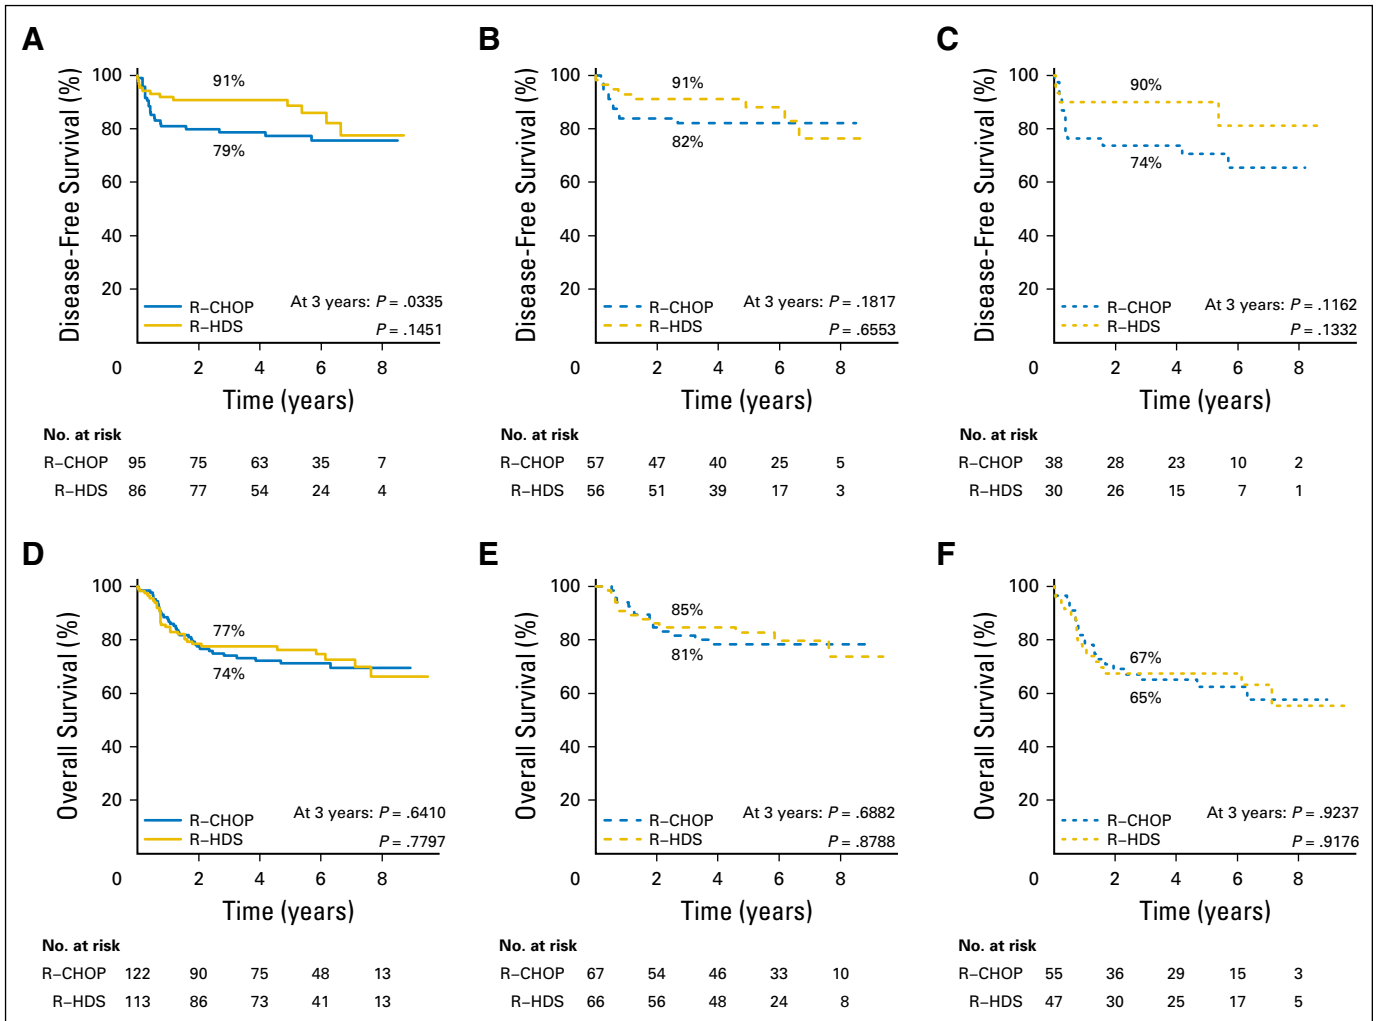 A
Disease-Free Survival (%)
100
80
60
40
20
91%
79%
R–CHOP
R–HDS
At 3 years: P = .0335
P = .1451
0 2 4 6 8
Time (years)
No. at risk
R–CHOP 95 75 63 35 7
R–HDS 86 77 54 24 4
B
Disease-Free Survival (%)
100
80
60
40
20
91%
82%
R–CHOP
R–HDS
At 3 years: P = .1817
P = .6553
0 2 4 6 8
Time (years)
No. at risk
R–CHOP 57 47 40 25 5
R–HDS 56 51 39 17 3
C
Disease-Free Survival (%)
100
80
60
40
20
90%
74%
R–CHOP
R–HDS
At 3 years: P = .1162
P = .1332
0 2 4 6 8
Time (years)
No. at risk
R–CHOP 38 28 23 10 2
R–HDS 30 26 15 7 1
D
Overall Survival (%)
100
80
60
40
20
77%
74%
R–CHOP
R–HDS
At 3 years: P = .6410
P = .7797
0 2 4 6 8
Time (years)
No. at risk
R–CHOP 122 90 75 48 13
R–HDS 113 86 73 41 13
E
Overall Survival (%)
100
80
60
40
20
85%
81%
R–CHOP
R–HDS
At 3 years: P = .6882
P = .8788
0 2 4 6 8
Time (years)
No. at risk
R–CHOP 67 54 46 33 10
R–HDS 66 56 48 24 8
F
Overall Survival (%)
100
80
60
40
20
67%
65%
R–CHOP
R–HDS
At 3 years: P = .9237
P = .9176
0 2 4 6 8
Time (years)
No. at risk
R–CHOP 55 36 29 15 3
R–HDS 47 30 25 17 5